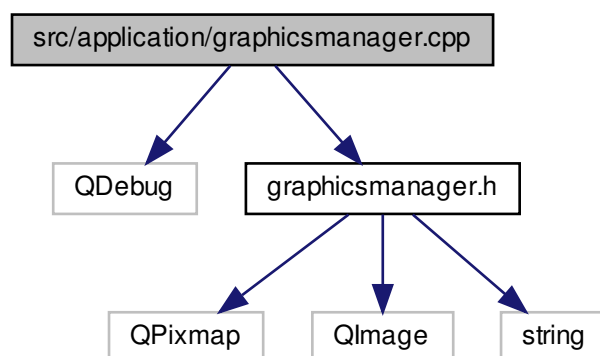 src/application/graphicsmanager.cpp
QDebug
graphicsmanager.h
QPixmap
QImage
string